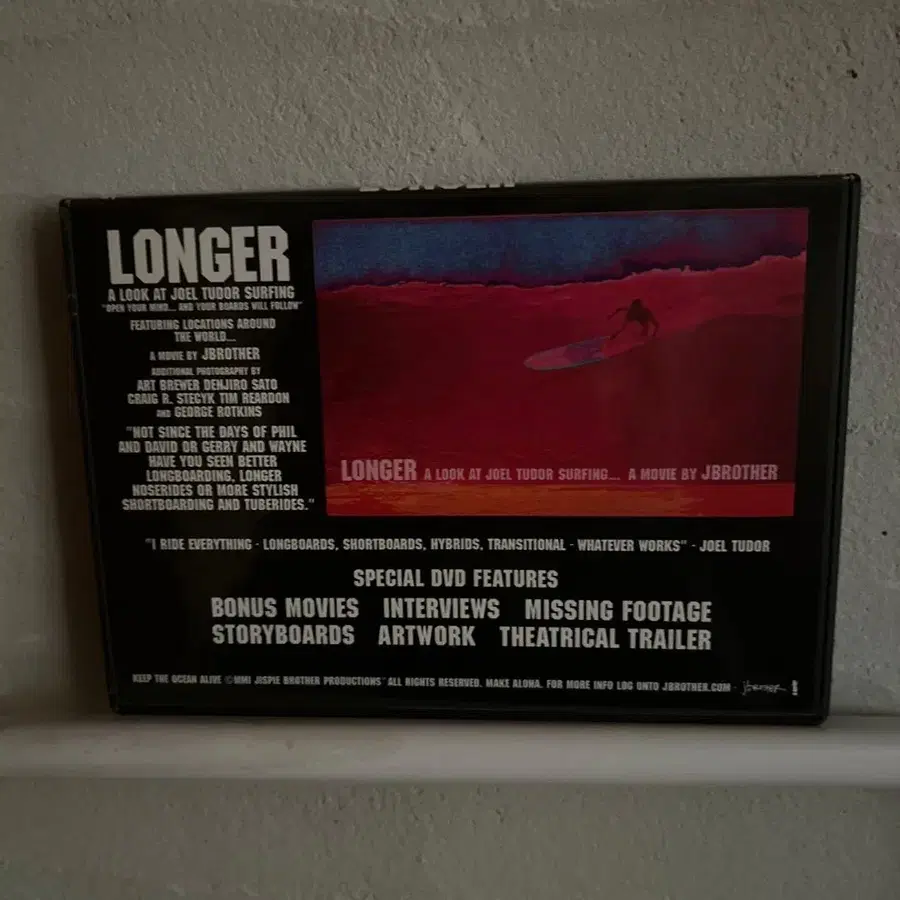 LONGER
A LOOK AT JOEL TUDOR SURFING
"OPEN YOUR MIND... AND YOUR BOARDS WILL FOLLOW"
FEATURING LOCATIONS AROUND
THE WORLD...
A MOVIE BY JBROTHER
ADDITIONAL PHOTOGRAPHY BY
ART BREWER DENJIRO SATO
CRAIG R. STECYK TIM REARDON
AND GEORGE ROTKINS
"NOT SINCE THE DAYS OF PHIL
AND DAVID OR GERRY AND WAYNE
HAVE YOU SEEN BETTER
LONGBOARDING, LONGER
NOSERIDES OR MORE STYLISH
SHORTBOARDING AND TUBERIDES."
LONGER A LOOK AT JOEL TUDOR SURFING... A MOVIE BY JBROTHER
"I RIDE EVERYTHING - LONGBOARDS, SHORTBOARDS, HYBRIDS, TRANSITIONAL - WHATEVER WORKS" - JOEL TUDOR
SPECIAL DVD FEATURES
BONUS MOVIES INTERVIEWS MISSING FOOTAGE
STORYBOARDS ARTWORK THEATRICAL TRAILER
KEEP THE OCEAN ALIVE ©MMI JISPIE BROTHER PRODUCTIONS ALL RIGHTS RESERVED. MAKE ALOHA. FOR MORE INFO LOG ONTO JBROTHER.COM - JBROTHER